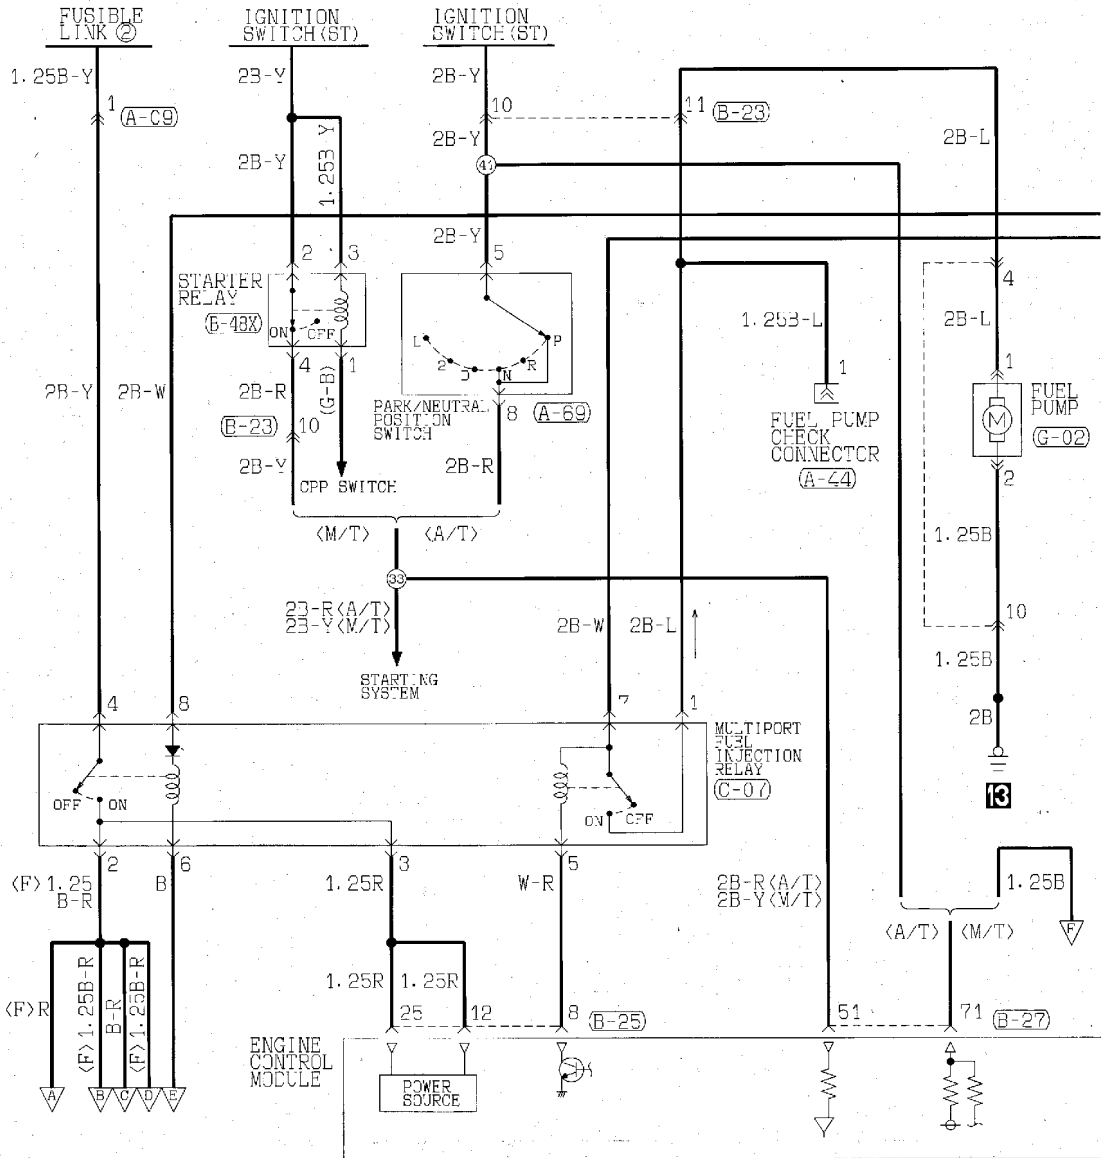 FUSIBLE
LINK ②
IGNITION
SWITCH(ST)
IGNITION
SWITCH(ST)
1.25B-Y
2B-Y
2B-Y
1
A-C9
10
11
B-23
2B-Y
1.25B Y
2B-Y
41
2B-L
2B-Y
2
3
5
4
STARTER
RELAY
B-48X
ON
OFF
L
2
D
N
R
P
1.25B-L
2B-L
1
1
4
1
2B-Y
2B-W
2B-R
(G-B)
B-23
10
PARK/NEUTRAL
POSITION
SWITCH
8
A-69
FUEL PUMP
CHECK
CONNECTOR
A-44
M
FUEL
PUMP
G-02
2
2B-Y
CPP SWITCH
2B-R
<M/T>
<A/T>
1.25B
33
2B-R<A/T>
2B-Y<M/T>
2B-W
2B-L
10
1.25B
STARTING
SYSTEM
4
8
7
1
2B
13
MULTIPORT
FUEL
INJECTION
RELAY
C-07
OFF
ON
ON
OFF
2
6
3
5
<F>1.25
B-R
B
1.25R
W-R
2B-R<A/T>
2B-Y<M/T>
1.25B
<A/T>
<M/T>
F
<F>R
<F>1.25B-R
B-R
<F>1.25B-R
1.25R
1.25R
25
12
8
B-25
51
71
B-27
ENGINE
CONTROL
MODULE
POWER
SOURCE
A
B
C
D
E